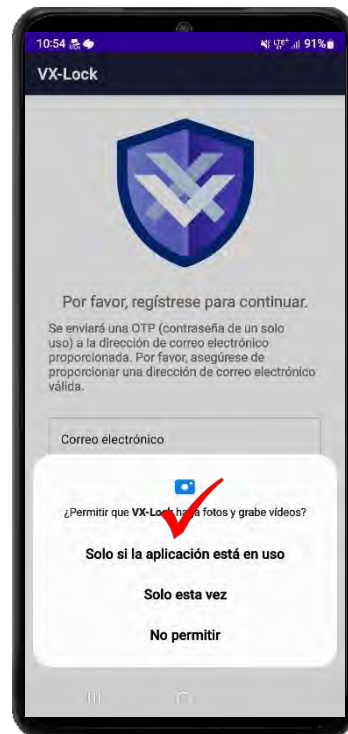 10:54 LTE+ 91%
VX-Lock
Por favor, regístrese para continuar.
Se enviará una OTP (contraseña de un solo
uso) a la dirección de correo electrónico
proporcionada. Por favor, asegúrese de
proporcionar una dirección de correo electrónico
válida.
Correo electrónico
¿Permitir que VX-Lock haga fotos y grabe vídeos?
Solo si la aplicación está en uso
Solo esta vez
No permitir